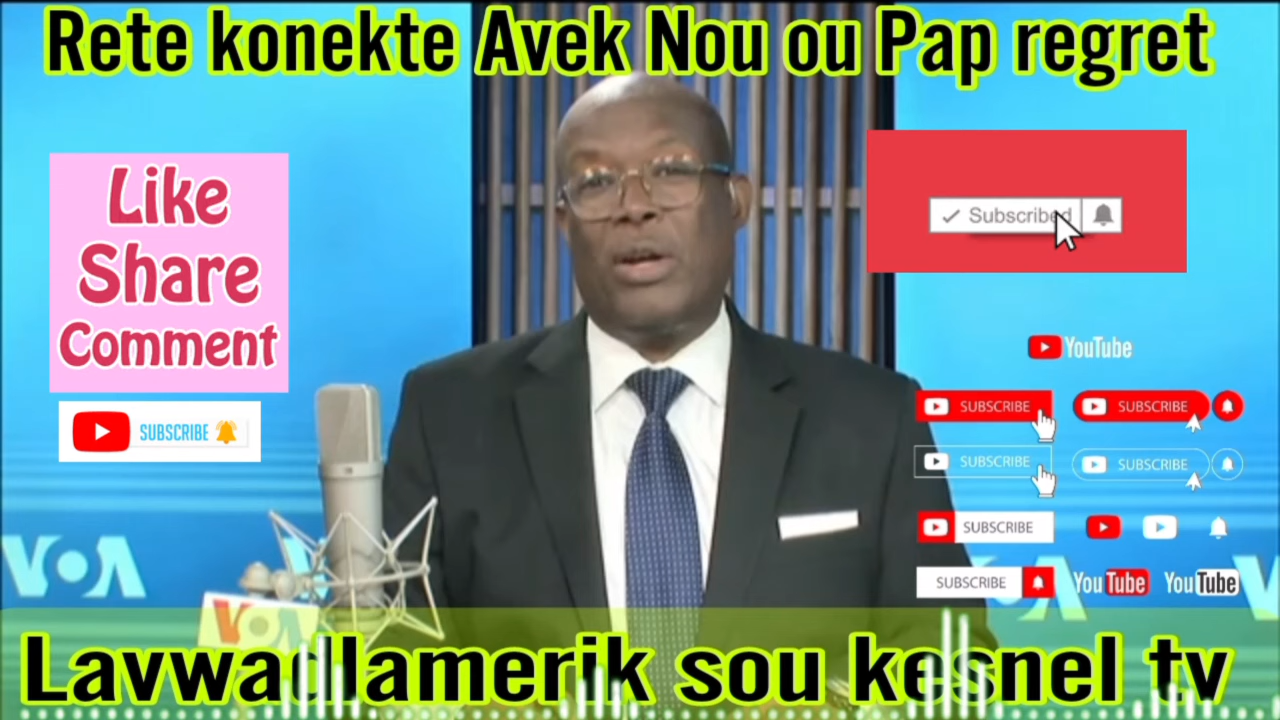 Rete konekte Avek Nou ou Pap regret
Like
Share
Comment
SUBSCRIBE
Subscribed
YouTube
SUBSCRIBE
SUBSCRIBE
SUBSCRIBE
SUBSCRIBE
SUBSCRIBE
SUBSCRIBE
YouTube
YouTube
VOA
VOA
Lavwadlamerik sou kesnel tv